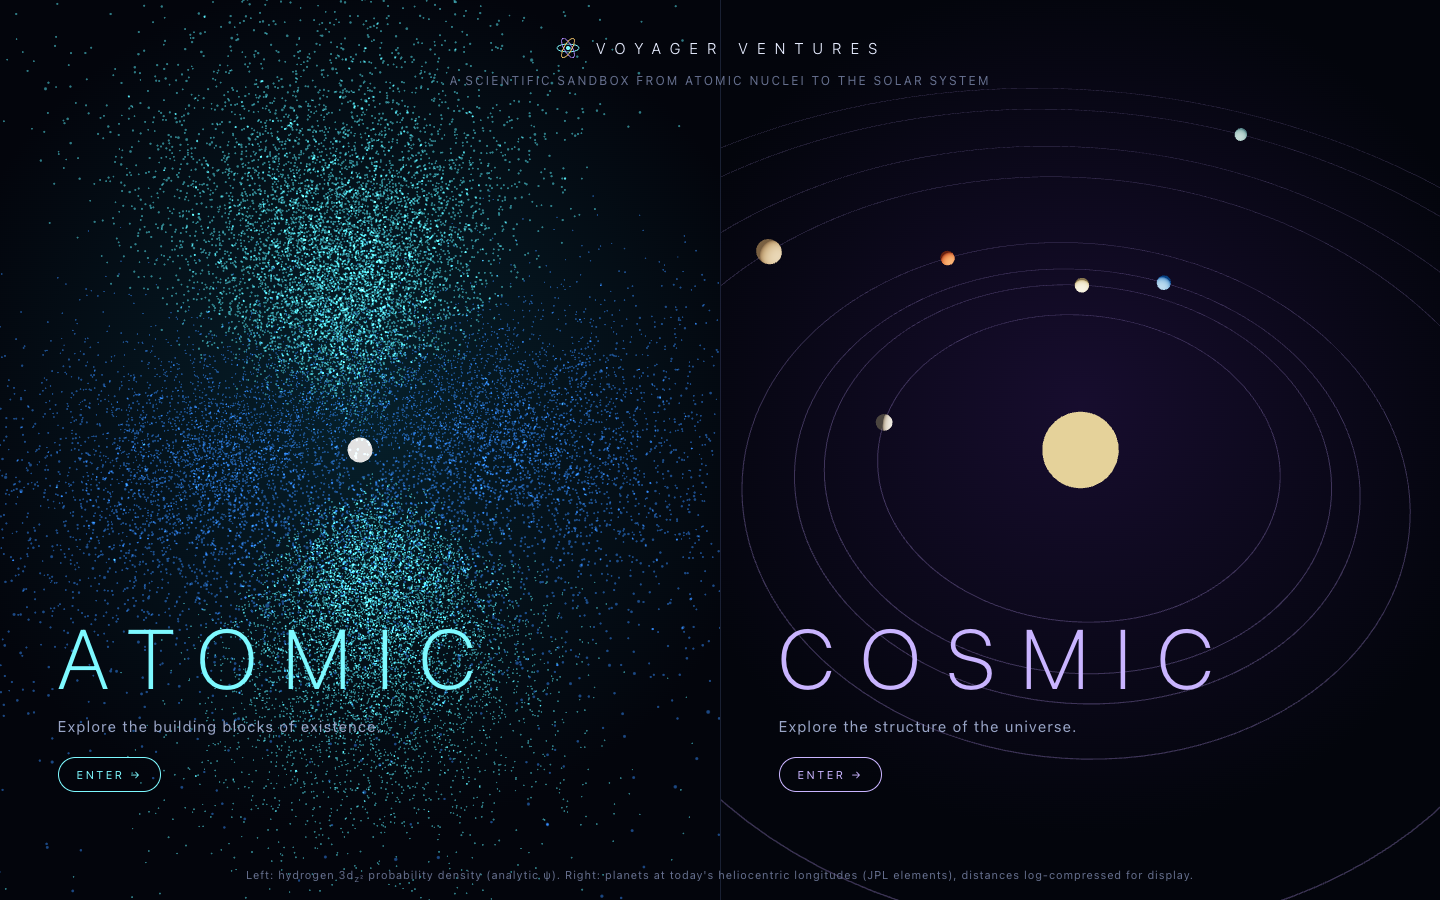 VOYAGER VENTURES
A SCIENTIFIC SANDBOX FROM ATOMIC NUCLEI TO THE SOLAR SYSTEM
ATOMIC
Explore the building blocks of existence.
ENTER →
COSMIC
Explore the structure of the universe.
ENTER →
Left: hydrogen 3d_z² probability density (analytic ψ). Right: planets at today's heliocentric longitudes (JPL elements), distances log-compressed for display.